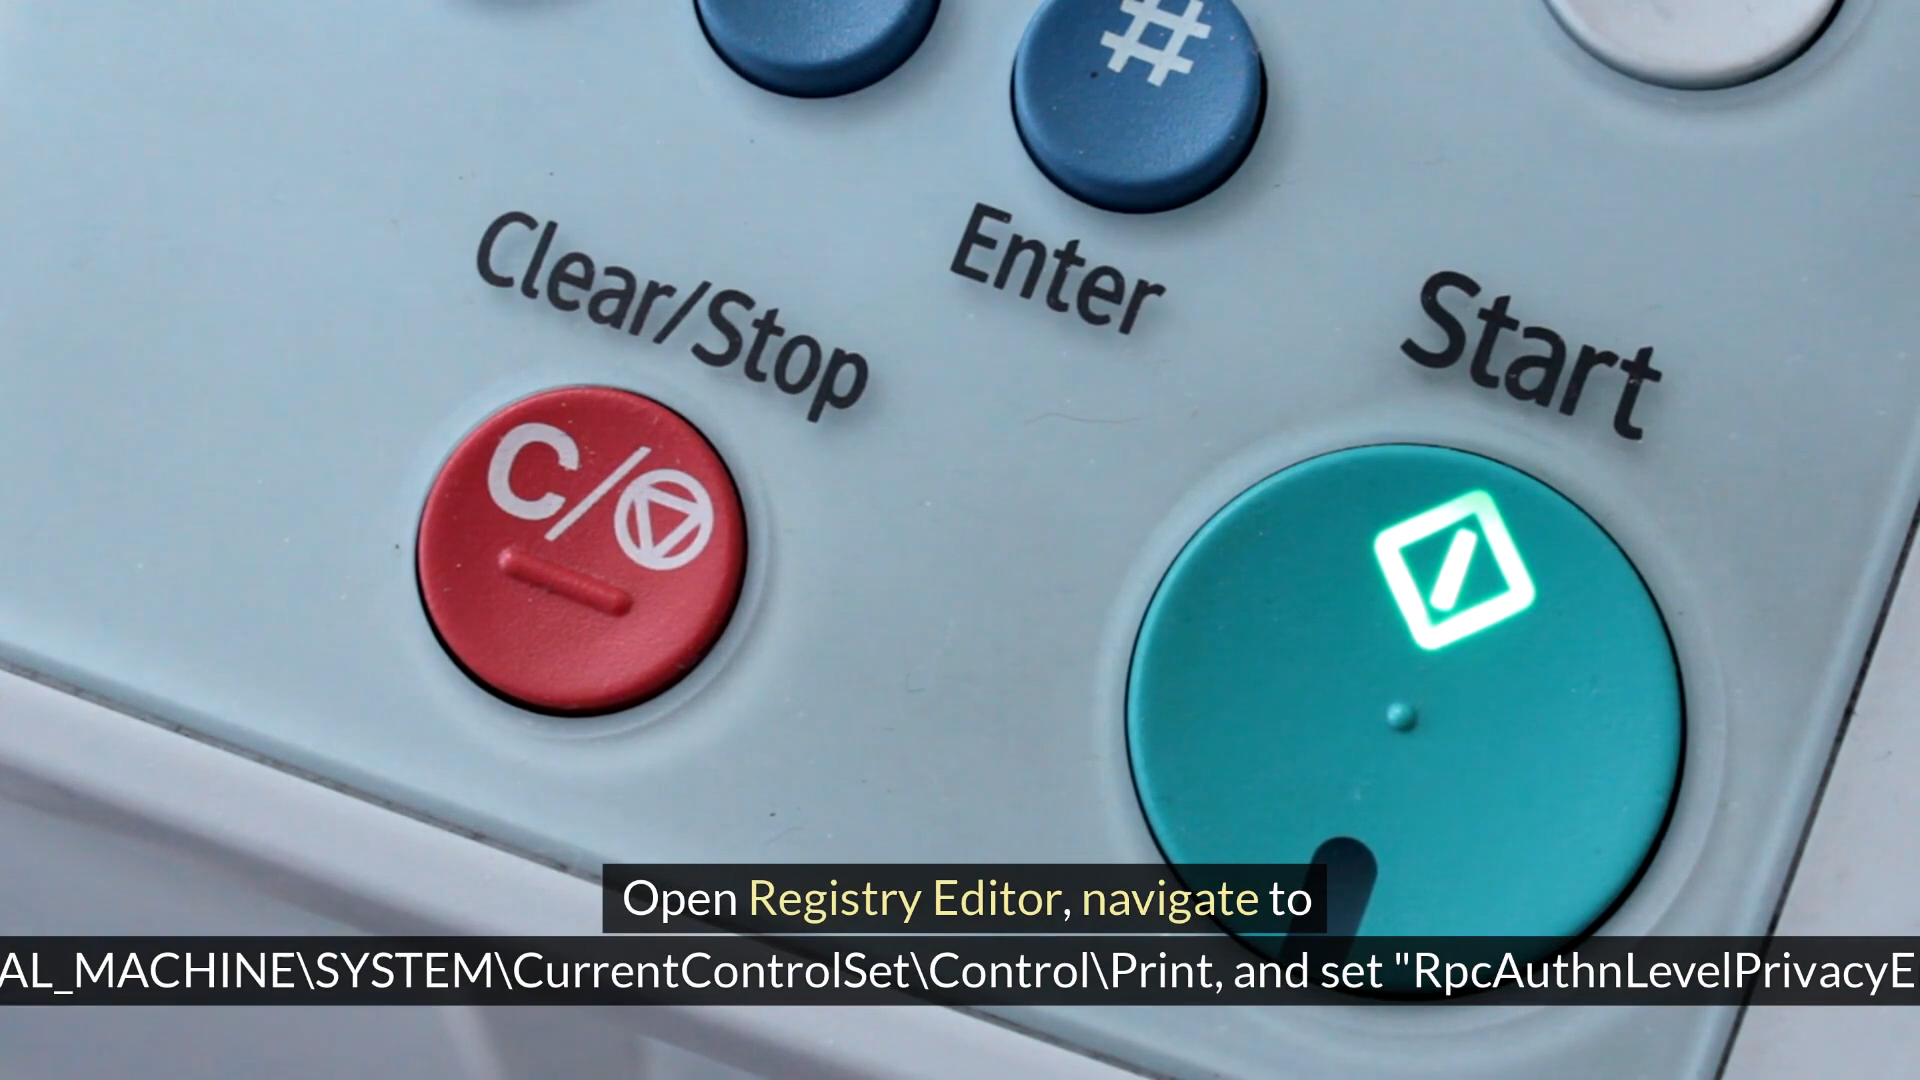 #
Enter
Clear/Stop
Start
C/
Open Registry Editor, navigate to
AL_MACHINE\SYSTEM\CurrentControlSet\Control\Print, and set "RpcAuthnLevelPrivacyE